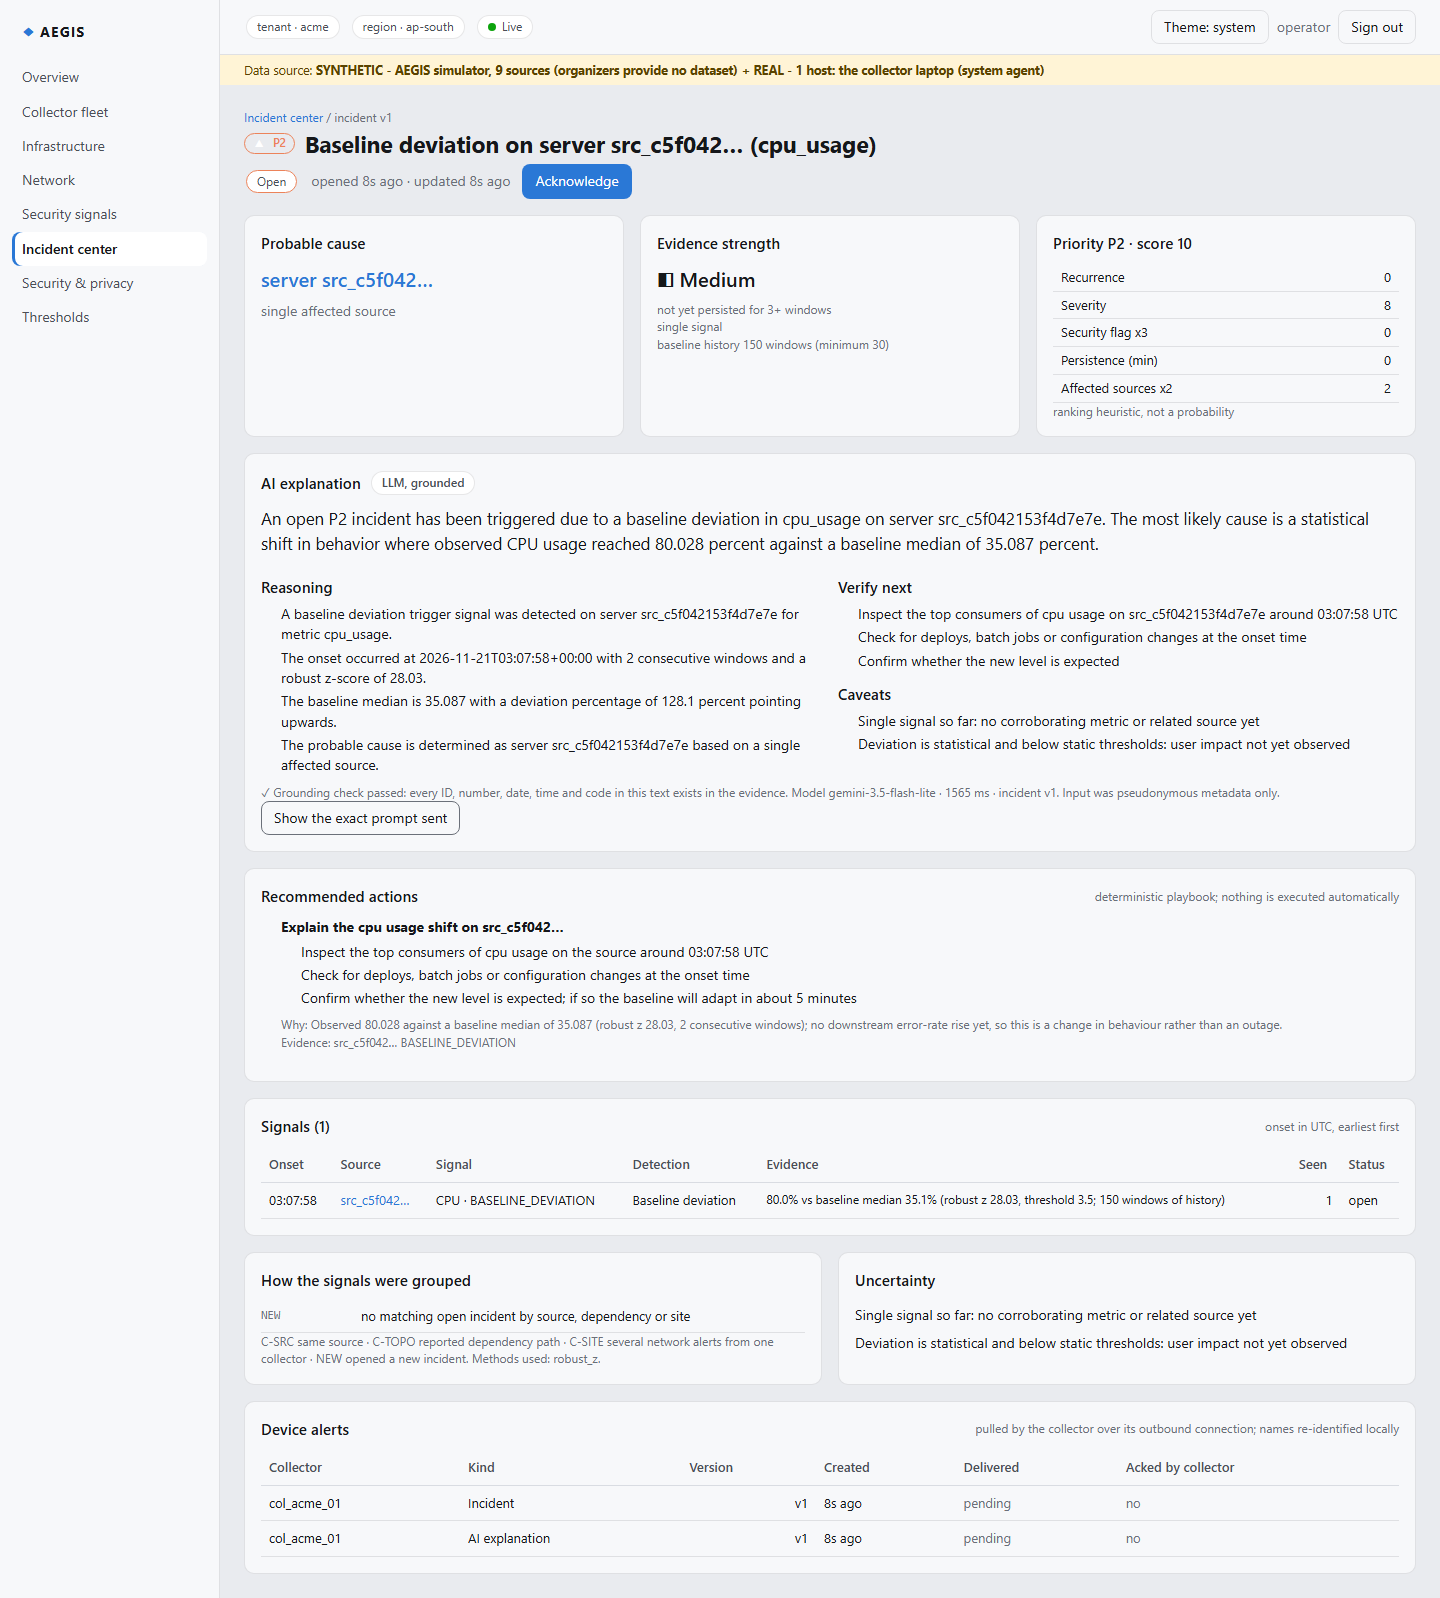 AEGIS
Overview
Collector fleet
Infrastructure
Network
Security signals
Incident center
Security & privacy
Thresholds
tenant · acme
region · ap-south
Live
Theme: system
operator
Sign out
Data source: SYNTHETIC - AEGIS simulator, 9 sources (organizers provide no dataset) + REAL - 1 host: the collector laptop (system agent)
Incident center / incident v1
P2
Baseline deviation on server src_c5f042… (cpu_usage)
Open
opened 8s ago · updated 8s ago
Acknowledge
Probable cause
server src_c5f042…
single affected source
Evidence strength
Medium
not yet persisted for 3+ windows
single signal
baseline history 150 windows (minimum 30)
Priority P2 · score 10
Recurrence 0
Severity 8
Security flag x3 0
Persistence (min) 0
Affected sources x2 2
ranking heuristic, not a probability
AI explanation LLM, grounded
An open P2 incident has been triggered due to a baseline deviation in cpu_usage on server src_c5f042153f4d7e7e. The most likely cause is a statistical
shift in behavior where observed CPU usage reached 80.028 percent against a baseline median of 35.087 percent.
Reasoning
A baseline deviation trigger signal was detected on server src_c5f042153f4d7e7e for
metric cpu_usage.
The onset occurred at 2026-11-21T03:07:58+00:00 with 2 consecutive windows and a
robust z-score of 28.03.
The baseline median is 35.087 with a deviation percentage of 128.1 percent pointing
upwards.
The probable cause is determined as server src_c5f042153f4d7e7e based on a single
affected source.
Verify next
Inspect the top consumers of cpu usage on src_c5f042153f4d7e7e around 03:07:58 UTC
Check for deploys, batch jobs or configuration changes at the onset time
Confirm whether the new level is expected
Caveats
Single signal so far: no corroborating metric or related source yet
Deviation is statistical and below static thresholds: user impact not yet observed
✓ Grounding check passed: every ID, number, date, time and code in this text exists in the evidence. Model gemini-3.5-flash-lite · 1565 ms · incident v1. Input was pseudonymous metadata only.
Show the exact prompt sent
Recommended actions
deterministic playbook; nothing is executed automatically
Explain the cpu usage shift on src_c5f042…
Inspect the top consumers of cpu usage on the source around 03:07:58 UTC
Check for deploys, batch jobs or configuration changes at the onset time
Confirm whether the new level is expected; if so the baseline will adapt in about 5 minutes
Why: Observed 80.028 against a baseline median of 35.087 (robust z 28.03, 2 consecutive windows); no downstream error-rate rise yet, so this is a change in behaviour rather than an outage.
Evidence: src_c5f042… BASELINE_DEVIATION
Signals (1)
onset in UTC, earliest first
Onset Source Signal Detection Evidence Seen Status
03:07:58 src_c5f042… CPU · BASELINE_DEVIATION Baseline deviation 80.0% vs baseline median 35.1% (robust z 28.03, threshold 3.5; 150 windows of history) 1 open
How the signals were grouped
NEW no matching open incident by source, dependency or site
C-SRC same source · C-TOPO reported dependency path · C-SITE several network alerts from one
collector · NEW opened a new incident. Methods used: robust_z.
Uncertainty
Single signal so far: no corroborating metric or related source yet
Deviation is statistical and below static thresholds: user impact not yet observed
Device alerts
pulled by the collector over its outbound connection; names re-identified locally
Collector Kind Version Created Delivered Acked by collector
col_acme_01 Incident v1 8s ago pending no
col_acme_01 AI explanation v1 8s ago pending no